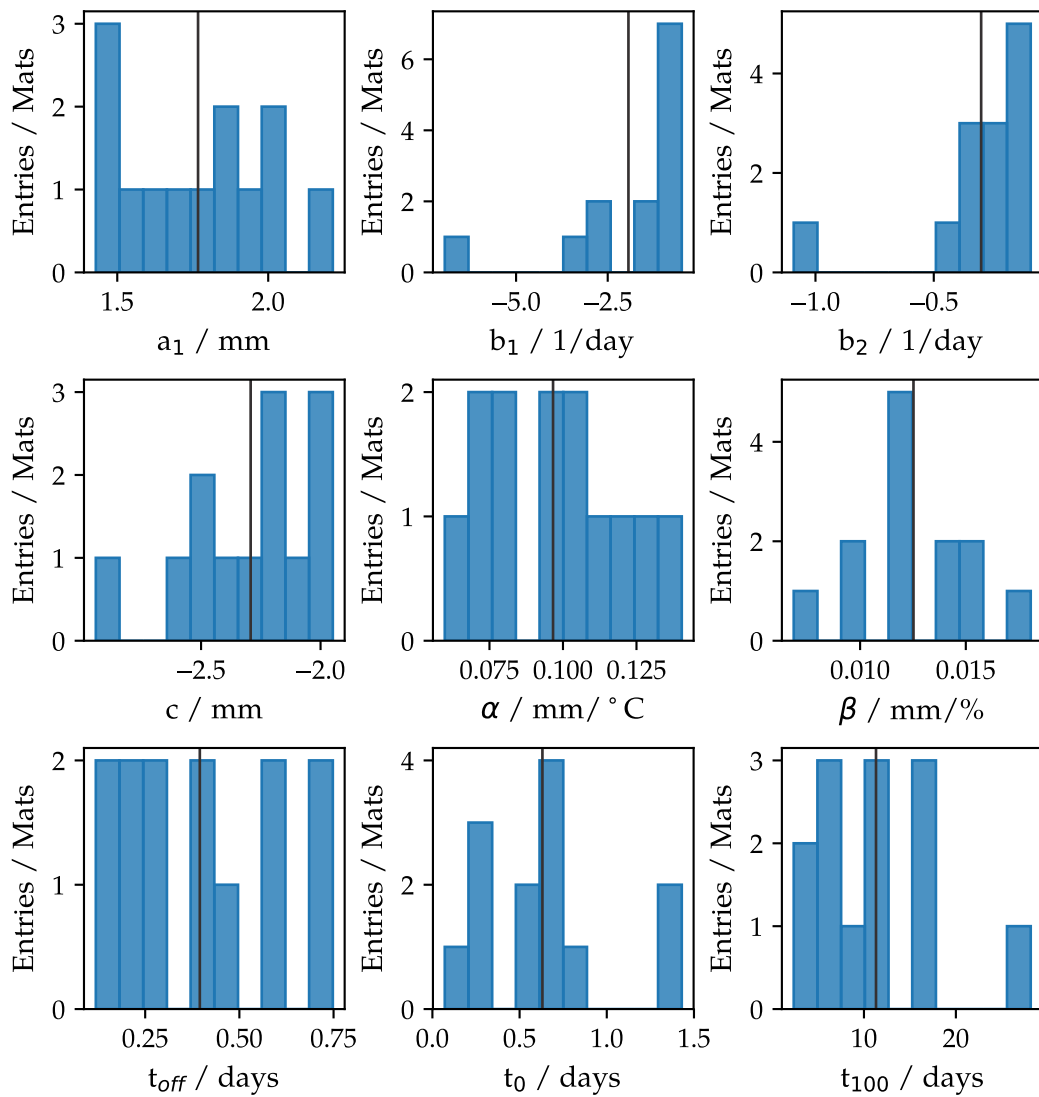 Entries / Mats
3
2
1
0
1.5 2.0
a₁ / mm
Entries / Mats
6
4
2
0
−5.0 −2.5
b₁ / 1/day
Entries / Mats
4
2
0
−1.0 −0.5
b₂ / 1/day
Entries / Mats
3
2
1
0
−2.5 −2.0
c / mm
Entries / Mats
2
1
0
0.075 0.100 0.125
α / mm/°C
Entries / Mats
4
2
0
0.010 0.015
β / mm/%
Entries / Mats
2
1
0
0.25 0.50 0.75
t_off / days
Entries / Mats
4
2
0
0.0 0.5 1.0 1.5
t₀ / days
Entries / Mats
3
2
1
0
10 20
t₁₀₀ / days